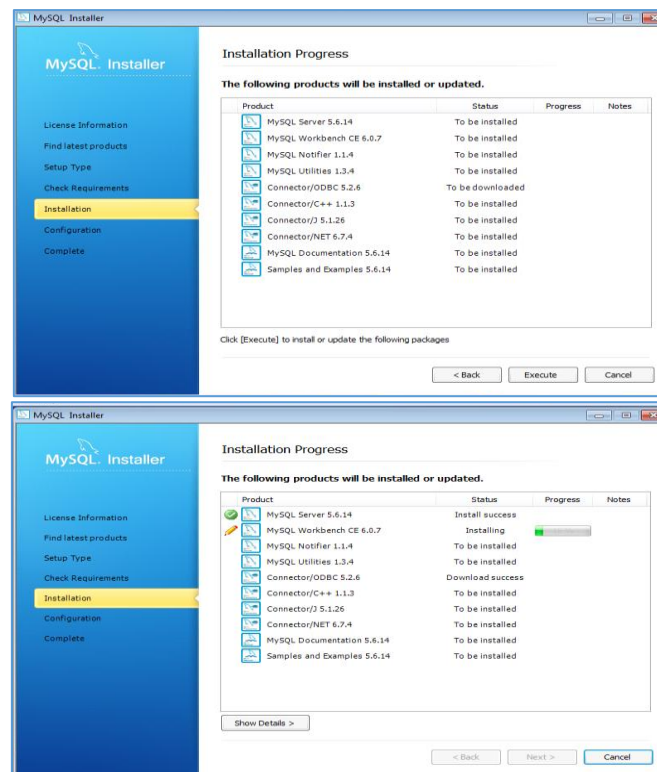 MySQL Installer
MySQL. Installer
License Information
Find latest products
Setup Type
Check Requirements
Installation
Configuration
Complete
Installation Progress
The following products will be installed or updated.
Product Status Progress Notes
MySQL Server 5.6.14 To be installed
MySQL Workbench CE 6.0.7 To be installed
MySQL Notifier 1.1.4 To be installed
MySQL Utilities 1.3.4 To be installed
Connector/ODBC 5.2.6 To be downloaded
Connector/C++ 1.1.3 To be installed
Connector/J 5.1.26 To be installed
Connector/NET 6.7.4 To be installed
MySQL Documentation 5.6.14 To be installed
Samples and Examples 5.6.14 To be installed
Click [Execute] to install or update the following packages
< Back Execute Cancel
MySQL Installer
MySQL. Installer
License Information
Find latest products
Setup Type
Check Requirements
Installation
Configuration
Complete
Installation Progress
The following products will be installed or updated.
Product Status Progress Notes
MySQL Server 5.6.14 Install success
MySQL Workbench CE 6.0.7 Installing
MySQL Notifier 1.1.4 To be installed
MySQL Utilities 1.3.4 To be installed
Connector/ODBC 5.2.6 Download success
Connector/C++ 1.1.3 To be installed
Connector/J 5.1.26 To be installed
Connector/NET 6.7.4 To be installed
MySQL Documentation 5.6.14 To be installed
Samples and Examples 5.6.14 To be installed
Show Details >
< Back Next > Cancel